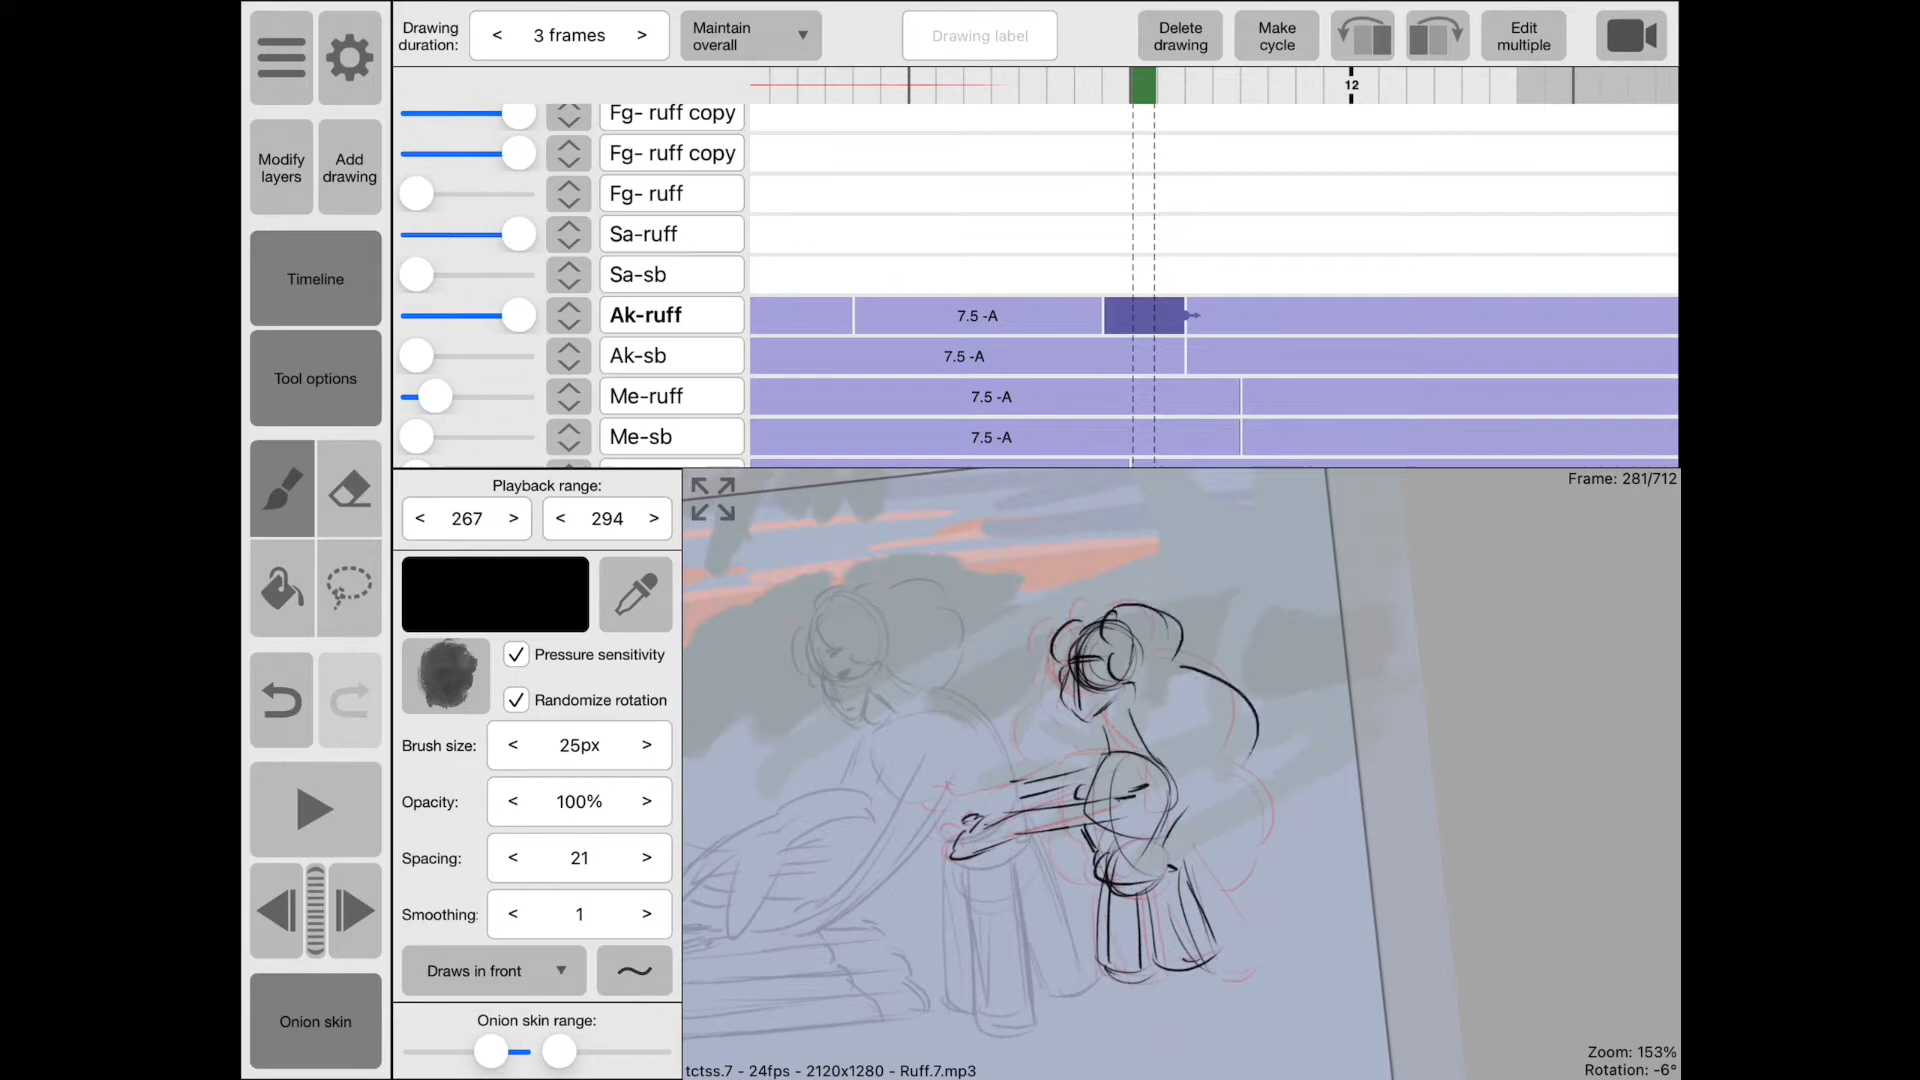 Drawing duration:
< 3 frames >
Maintain overall
Drawing label
Delete drawing
Make cycle
Edit multiple
12
Modify layers
Add drawing
Fg- ruff copy
Fg- ruff copy
Fg- ruff
Sa-ruff
Sa-sb
Ak-ruff
7.5 -A
Ak-sb
7.5 -A
Me-ruff
7.5 -A
Me-sb
7.5 -A
Timeline
Tool options
Playback range:
< 267 >
< 294 >
Frame: 281/712
Pressure sensitivity
Randomize rotation
Brush size:
< 25px >
Opacity:
< 100% >
Spacing:
< 21 >
Smoothing:
< 1 >
Draws in front
Onion skin
Onion skin range:
Zoom: 153%
Rotation: -6°
tctss.7 - 24fps - 2120x1280 - Ruff.7.mp3